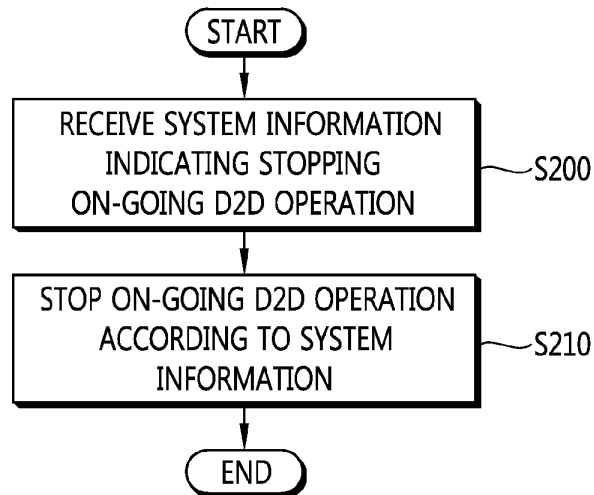 START
RECEIVE SYSTEM INFORMATION
INDICATING STOPPING
ON-GOING D2D OPERATION
S200
STOP ON-GOING D2D OPERATION
ACCORDING TO SYSTEM
INFORMATION
S210
END